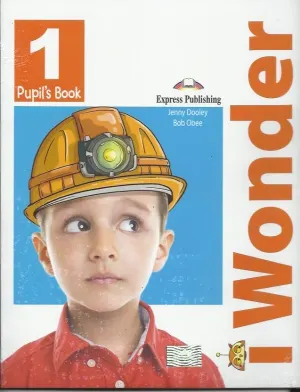 1
Pupil's Book
Express Publishing
Jenny Dooley
Bob Obee
i Wonder